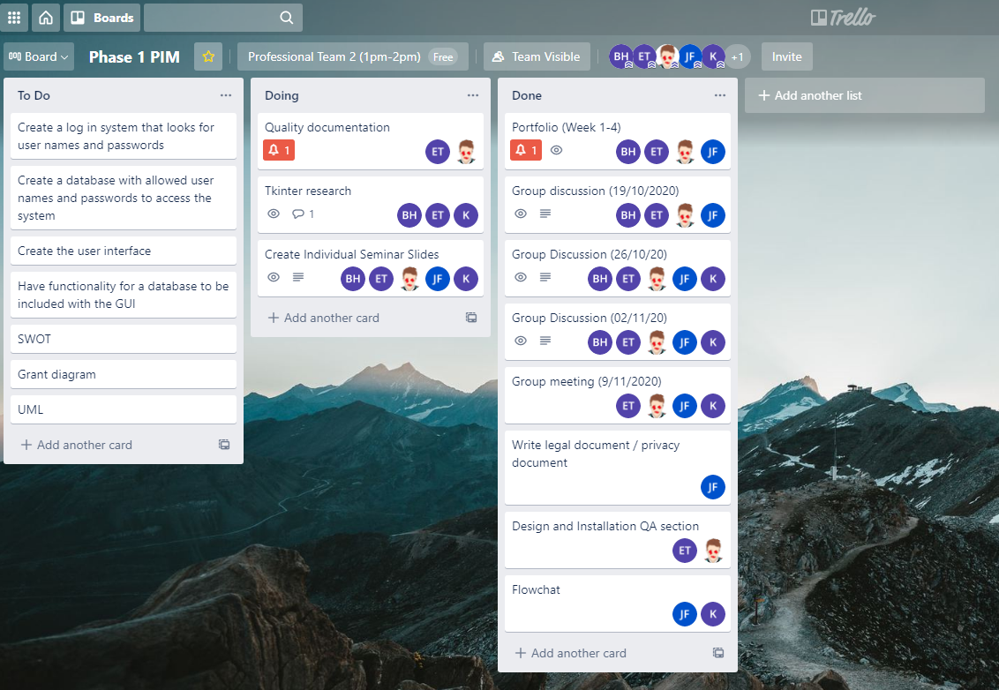 Boards
Trello
Board
Phase 1 PIM
Professional Team 2 (1pm-2pm) Free
Team Visible
BH ET JF K +1
Invite
To Do
Create a log in system that looks for
user names and passwords
Create a database with allowed user
names and passwords to access the
system
Create the user interface
Have functionality for a database to be
included with the GUI
SWOT
Grant diagram
UML
+ Add another card
Doing
Quality documentation
1 ET
Tkinter research
1 BH ET K
Create Individual Seminar Slides
BH ET JF K
+ Add another card
Done
Portfolio (Week 1-4)
1 BH ET JF
Group discussion (19/10/2020)
BH ET JF
Group Discussion (26/10/20)
BH ET JF K
Group Discussion (02/11/20)
BH ET JF K
Group meeting (9/11/2020)
ET JF K
Write legal document / privacy
document
JF
Design and Installation QA section
ET
Flowchat
JF K
+ Add another card
+ Add another list